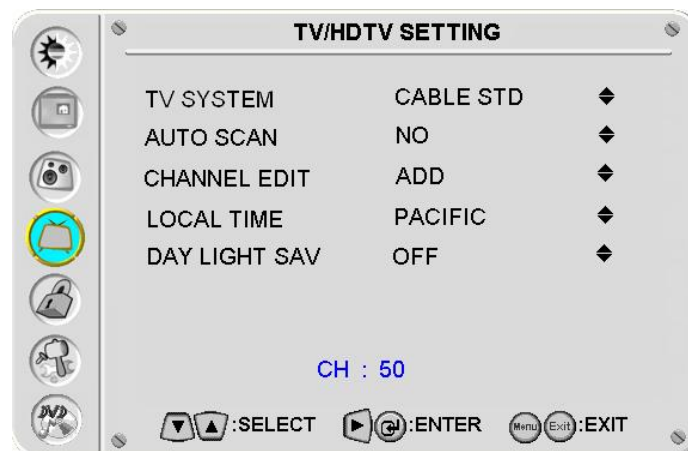 TV/HDTV SETTING
TV SYSTEM CABLE STD
AUTO SCAN NO
CHANNEL EDIT ADD
LOCAL TIME PACIFIC
DAY LIGHT SAV OFF
CH : 50
:SELECT :ENTER Menu Exit :EXIT
DVD